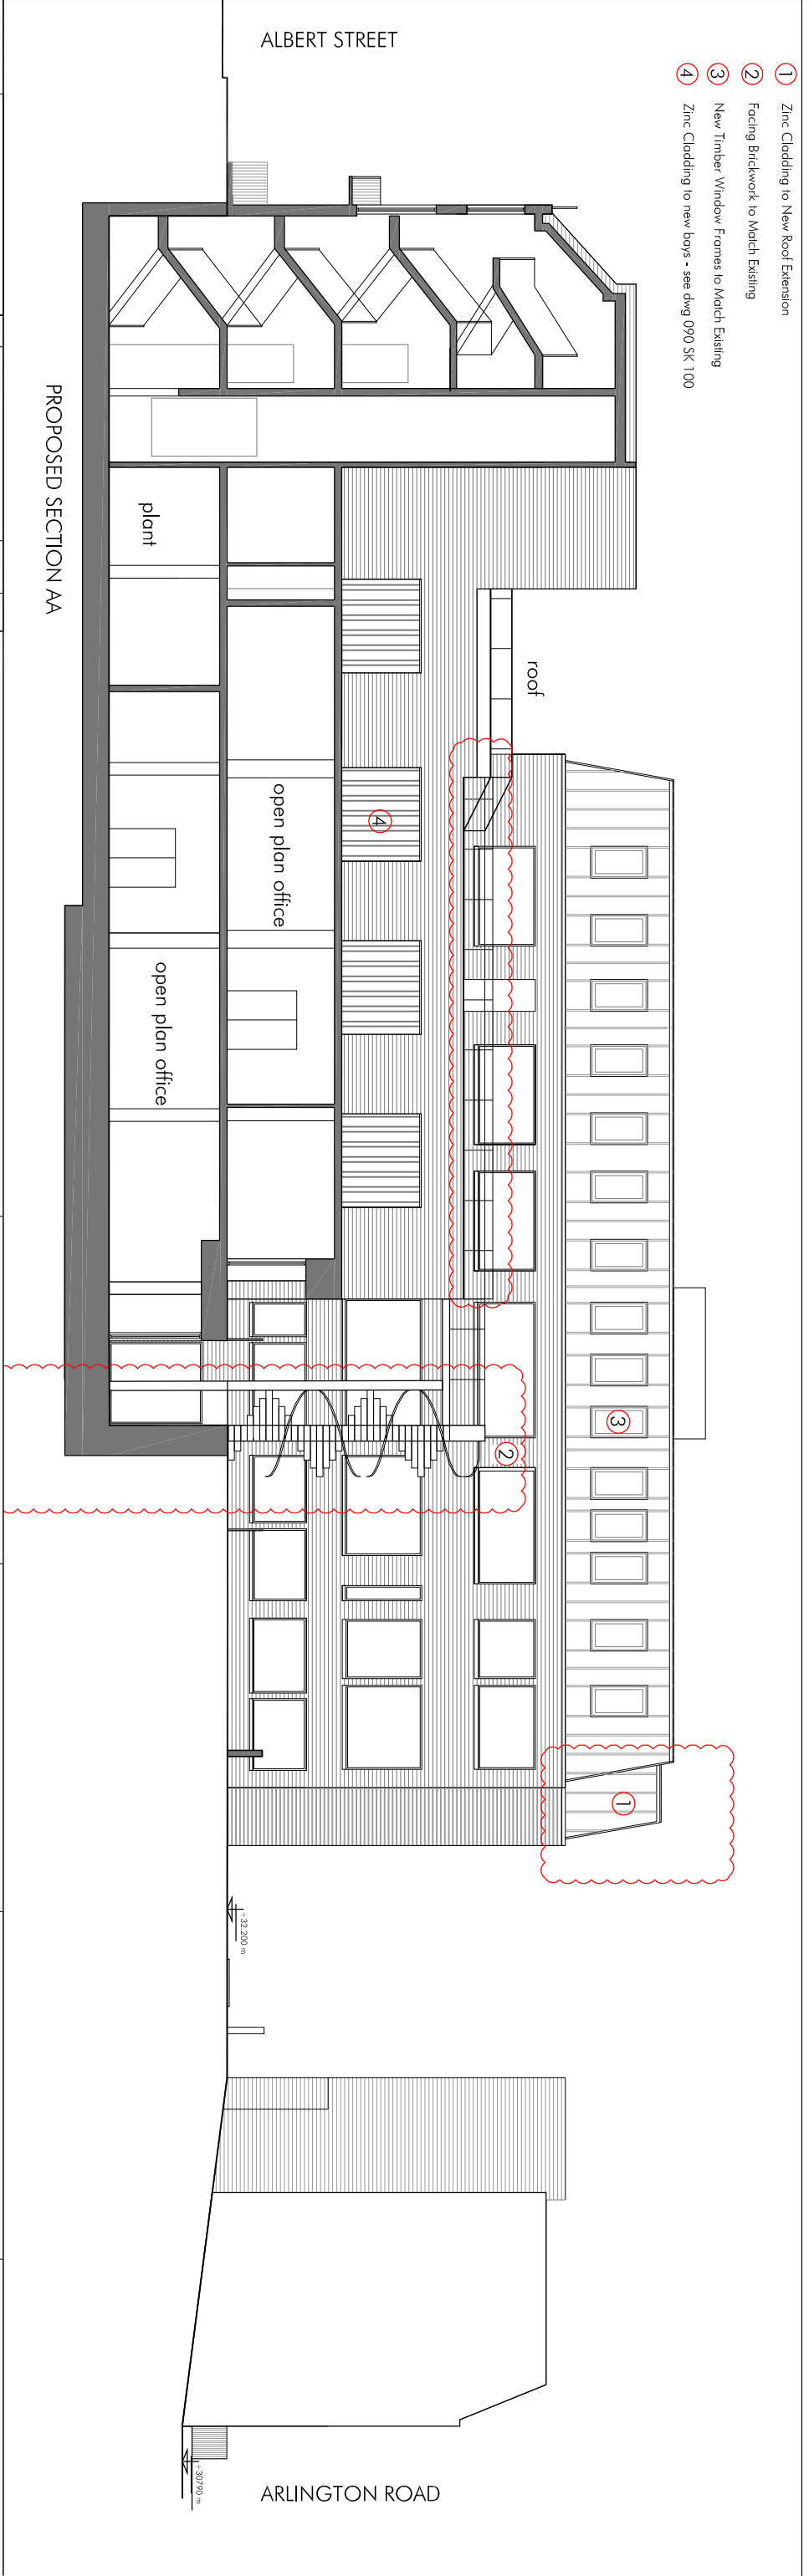 ALBERT STREET
1 Zinc Cladding to New Roof Extension
2 Facing Brickwork to Match Existing
3 New Timber Window Frames to Match Existing
4 Zinc Cladding to new bays - see dwg 090 SK 100
roof
1
3
2
4
open plan office
plant
open plan office
+32.200 m
+30790 m
PROPOSED SECTION AA
ARLINGTON ROAD